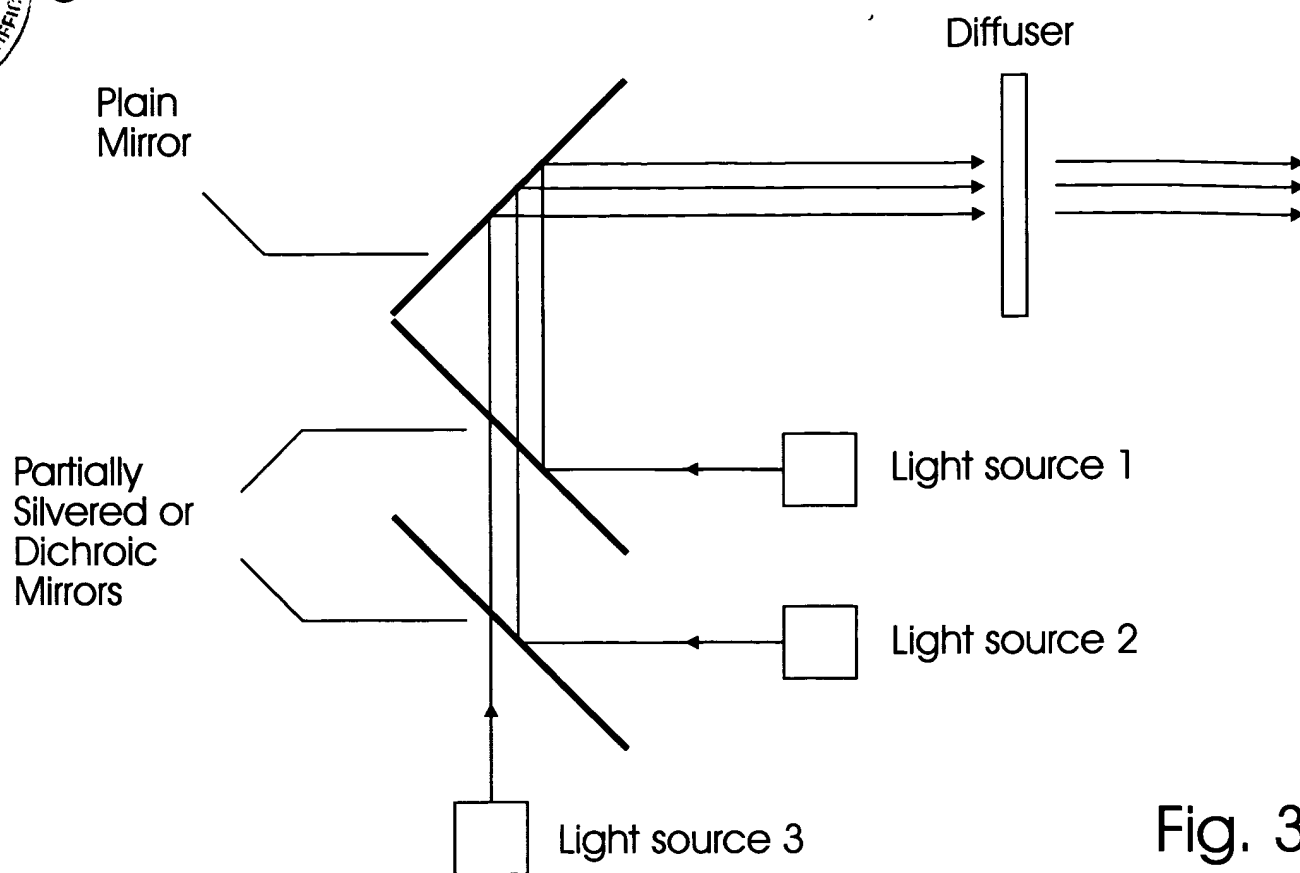 Diffuser
Plain
Mirror
Light source 1
Partially
Silvered or
Dichroic
Mirrors
Light source 2
Light source 3
Fig. 3